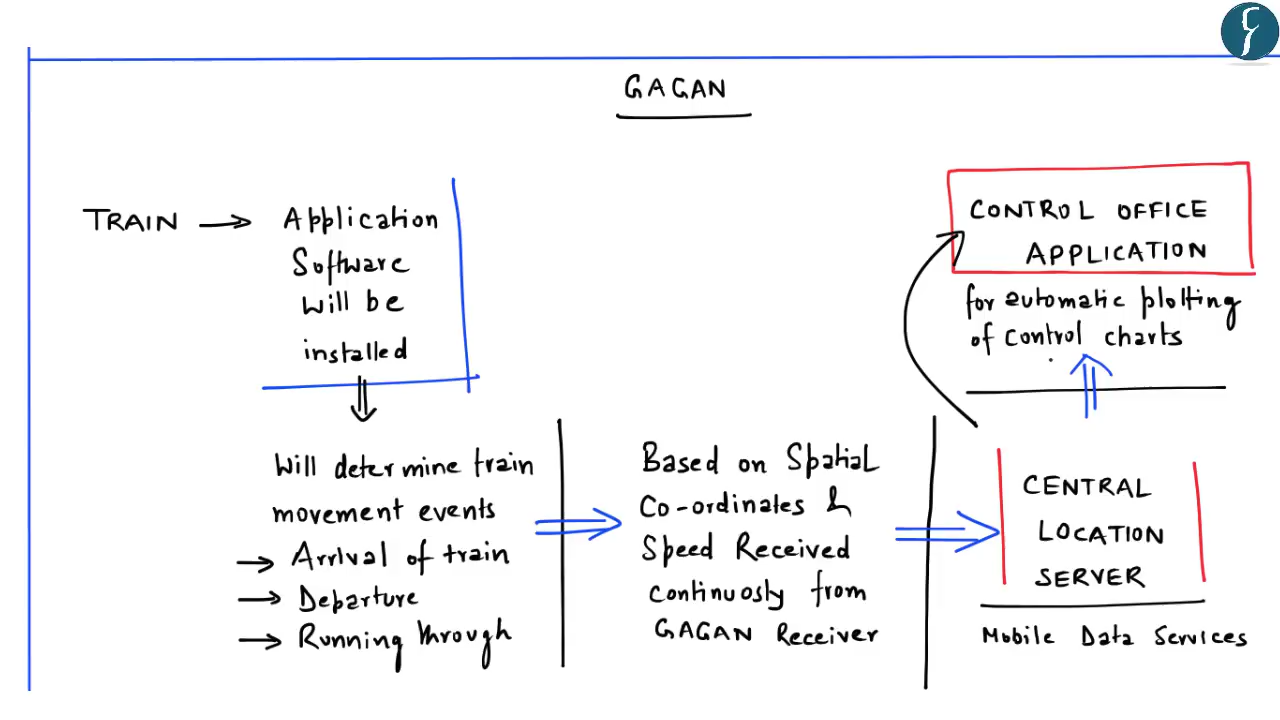 GAGAN
TRAIN → Application
Software
will be
installed
Will determine train
movement events
→ Arrival of train
→ Departure
→ Running through
Based on Spatial
Co-ordinates &
Speed Received
continuosly from
GAGAN Receiver
CENTRAL
LOCATION
SERVER
Mobile Data Services
CONTROL OFFICE
APPLICATION
for automatic plotting
of control charts